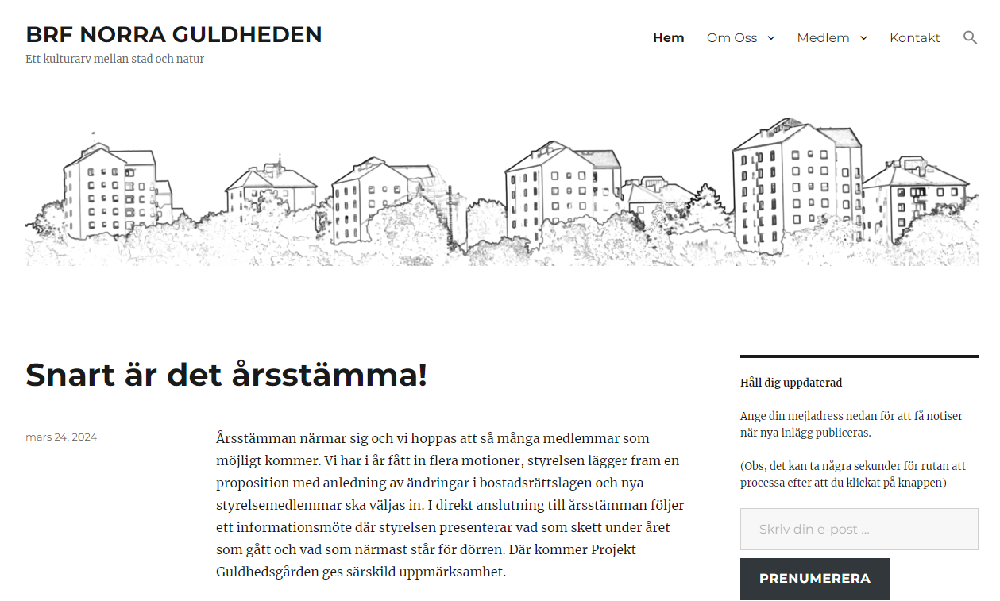 BRF NORRA GULDHEDEN
Ett kulturarv mellan stad och natur
Hem Om Oss Medlem Kontakt
Snart är det årsstämma!
mars 24, 2024
Årsstämman närmar sig och vi hoppas att så många medlemmar som
möjligt kommer. Vi har i år fått in flera motioner, styrelsen lägger fram en
proposition med anledning av ändringar i bostadsrättslagen och nya
styrelsemedlemmar ska väljas in. I direkt anslutning till årsstämman följer
ett informationsmöte där styrelsen presenterar vad som skett under året
som gått och vad som närmast står för dörren. Där kommer Projekt
Guldhedsgården ges särskild uppmärksamhet.
Håll dig uppdaterad
Ange din mejladress nedan för att få notiser
när nya inlägg publiceras.
(Obs, det kan ta några sekunder för rutan att
processa efter att du klickat på knappen)
Skriv din e-post ...
PRENUMERERA